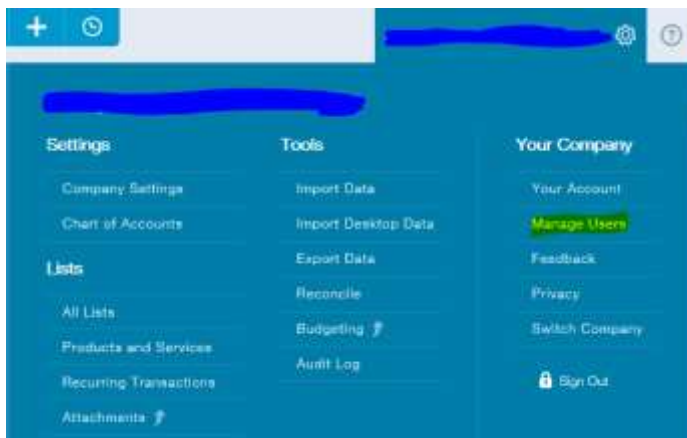 Settings
Company Settings
Chart of Accounts
Lists
All Lists
Products and Services
Recurring Transactions
Attachments
Tools
Import Data
Import Desktop Data
Export Data
Reconcile
Budgeting
Audit Log
Your Company
Your Account
Manage Users
Feedback
Privacy
Switch Company
Sign Out